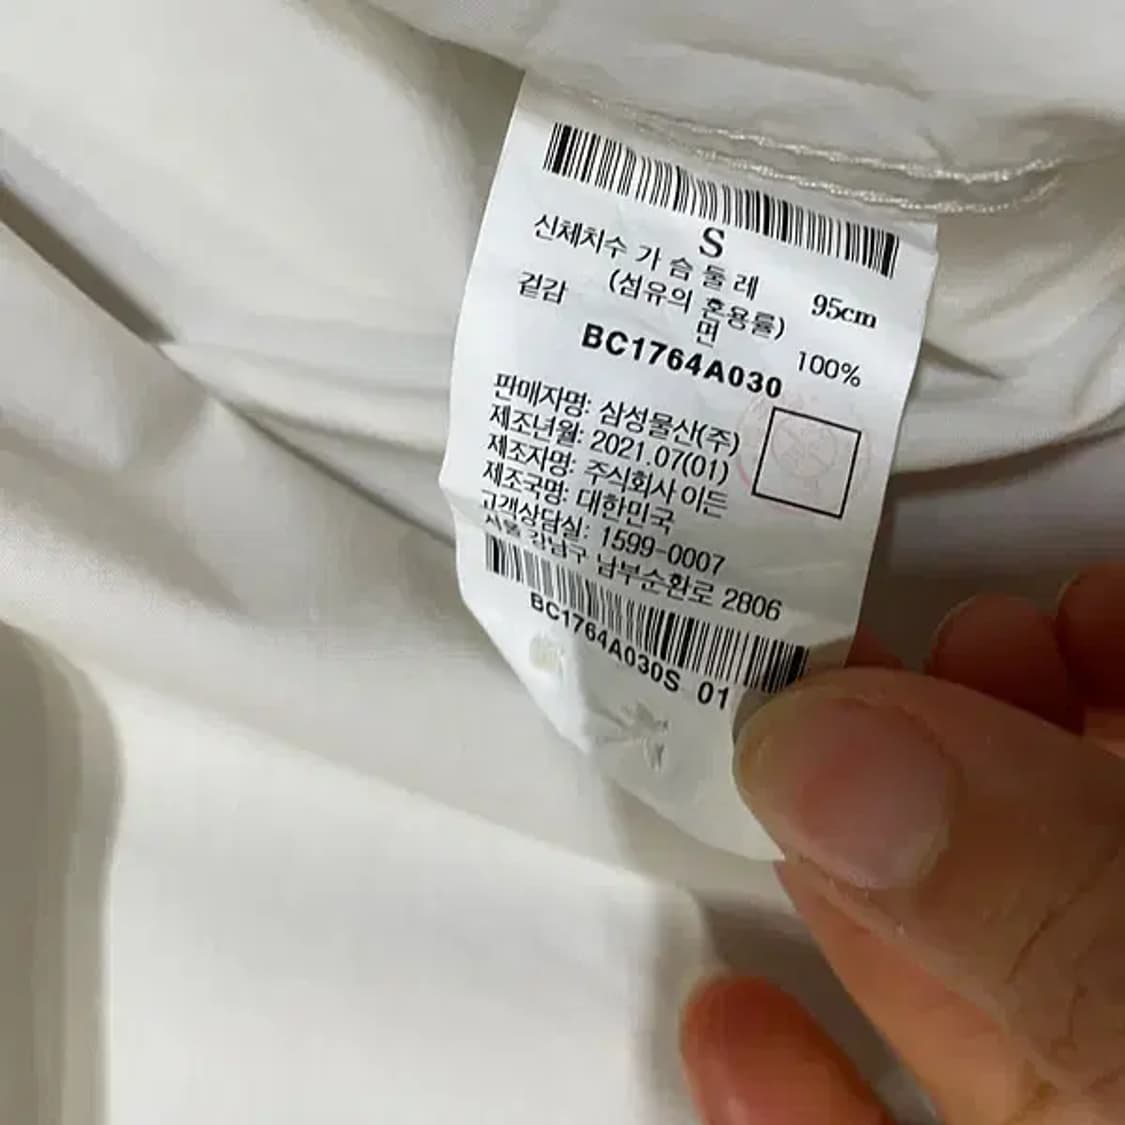 S
신체치수 가슴둘레 95cm
(섬유의 혼용률)
겉감 면 100%
BC1764A030
판매자명: 삼성물산(주)
제조년월: 2021.07(01)
제조자명: 주식회사 이든
제조국명: 대한민국
고객상담실: 1599-0007
서울 강남구 남부순환로 2806
BC1764A030S 01